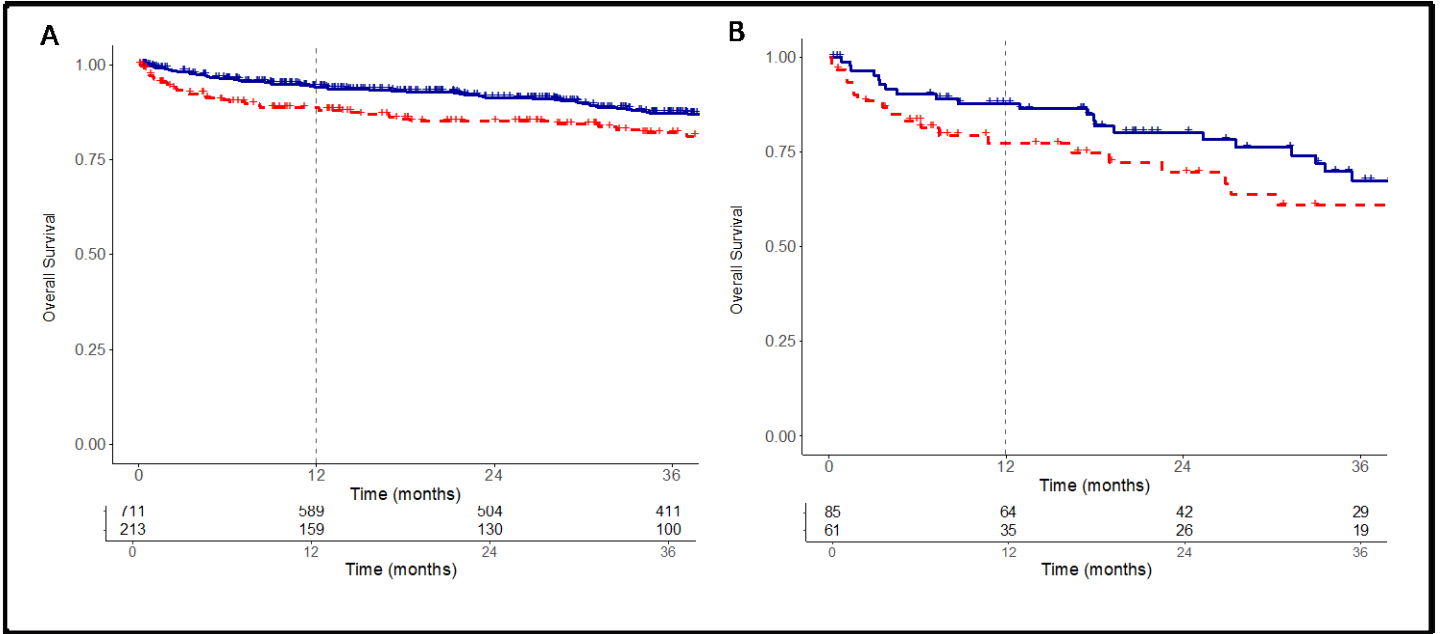 A
1.00
0.75
0.50
0.25
0.00
Overall Survival
0 12 24 36
Time (months)
711 589 504 411
213 159 130 100
0 12 24 36
Time (months)
B
1.00
0.75
0.50
0.25
0.00
Overall Survival
0 12 24 36
Time (months)
85 64 42 29
61 35 26 19
0 12 24 36
Time (months)